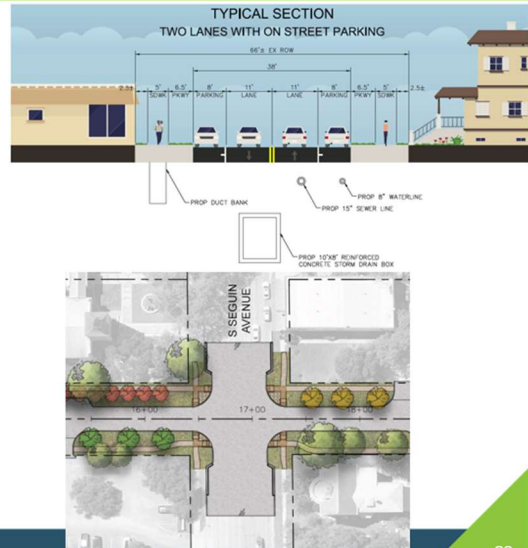 TYPICAL SECTION
TWO LANES WITH ON STREET PARKING
66'± EX ROW
38'
2.5± 5' 6.5' 8' 11' 11' 8' 6.5' 5' 2.5±
SDWK PKWY PARKING LANE LANE PARKING PKWY SDWK
PROP DUCT BANK
PROP 8" WATERLINE
PROP 15" SEWER LINE
PROP 10'X8' REINFORCED
CONCRETE STORM DRAIN BOX
S SEGUIN
AVENUE
16+00 17+00 18+00